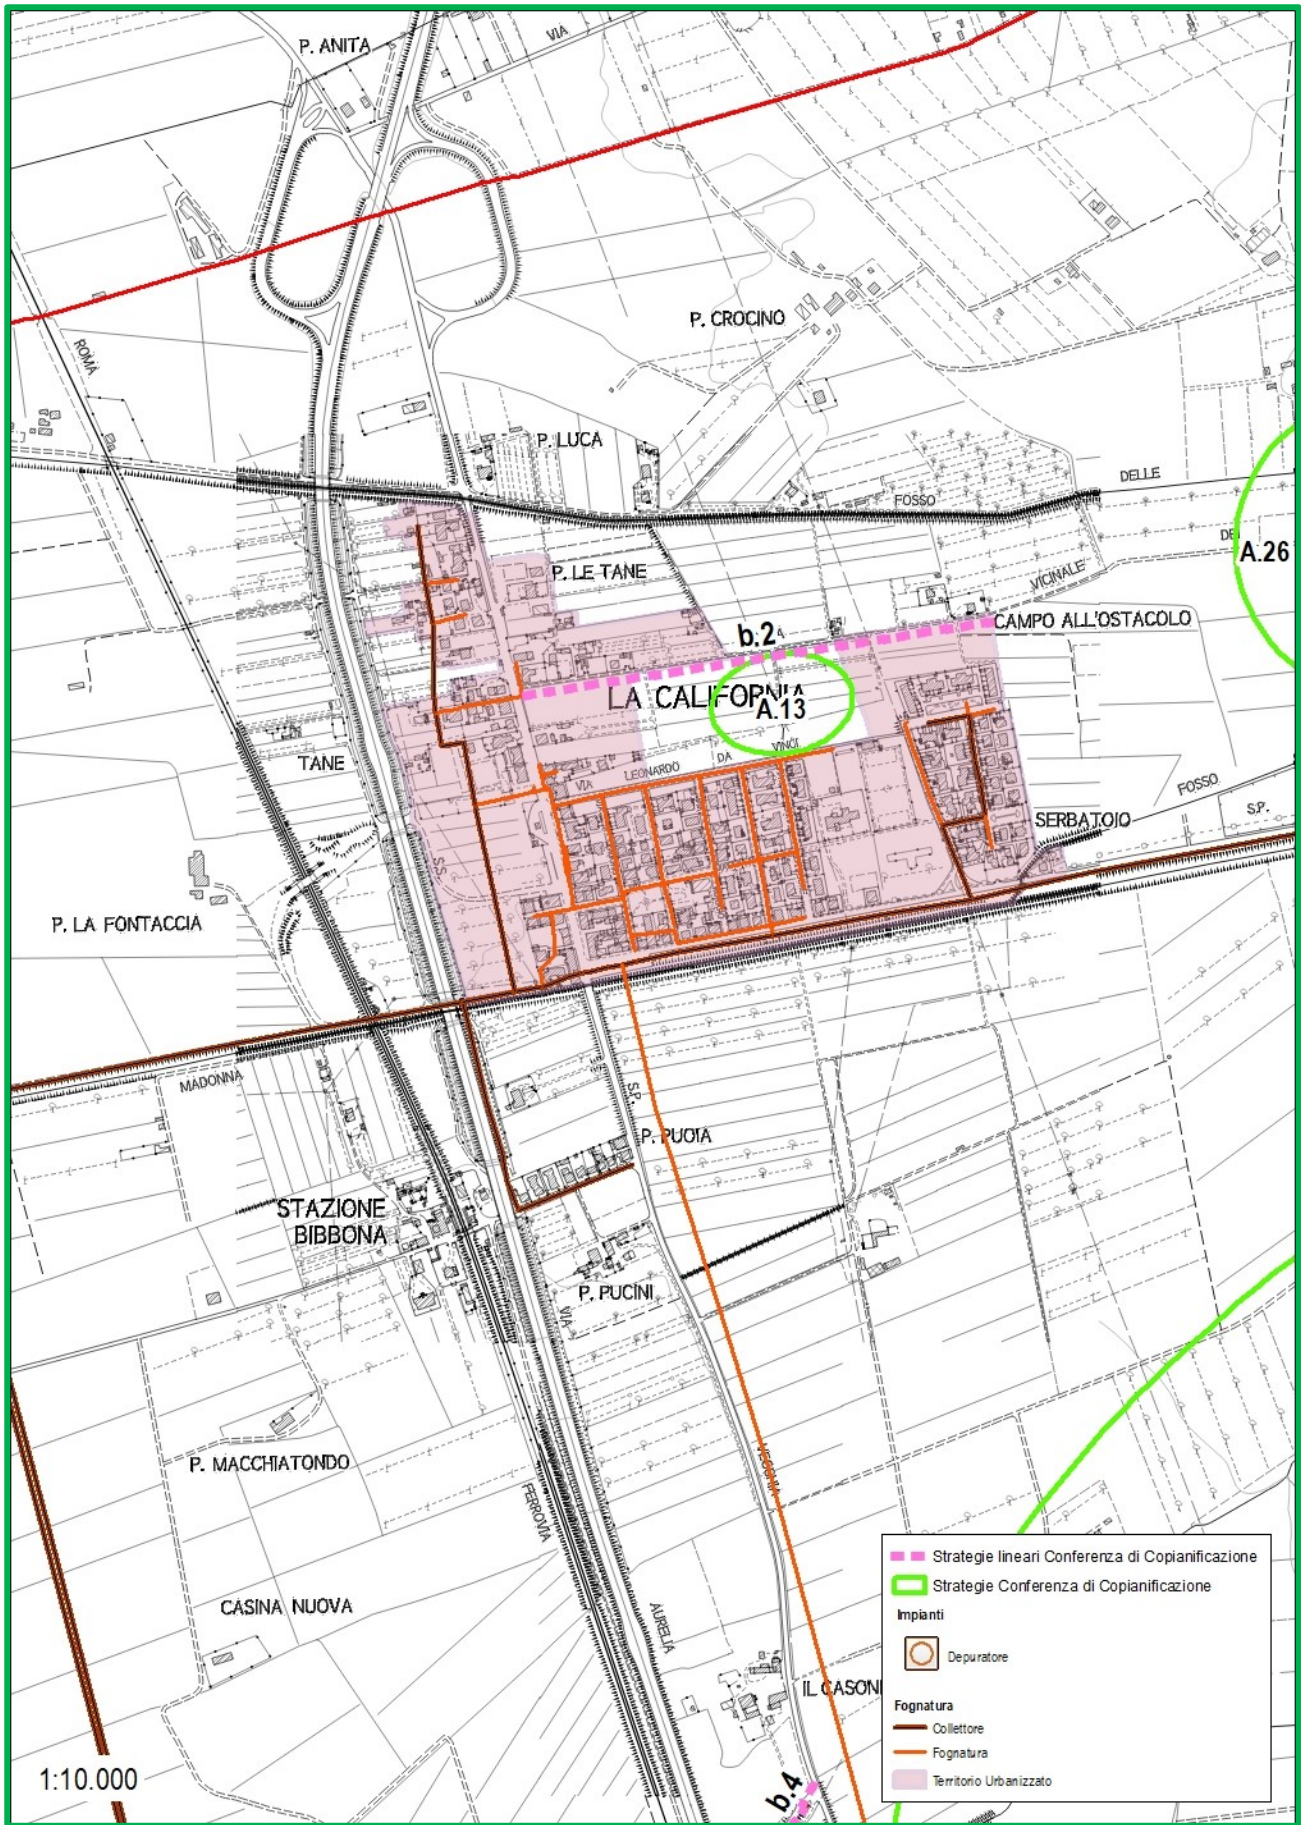 P. ANITA
VIA
P. CROCINO
ROMA
P. LUCA
DELLE
FOSSO
DEI
A.26
P. LE TANE
VICINALE
CAMPO ALL'OSTACOLO
b.2
LA CALIFORNIA
A.13
VIA LEONARDO DA VINCI
TANE
FOSSO
S.P.
SERBATOIO
S.S.
P. LA FONTACCIA
MADONNA
S.P.
P. PUOIA
STAZIONE
BIBBONA
P. PUCINI
VIA
P. MACCHIATONDO
VECCHIA
FERROVIA
CASINA NUOVA
AURELIA
IL CASON
b.4
1:10.000
Strategie lineari Conferenza di Copianificazione
Strategie Conferenza di Copianificazione
Impianti
Depuratore
Fognatura
Collettore
Fognatura
Territorio Urbanizzato